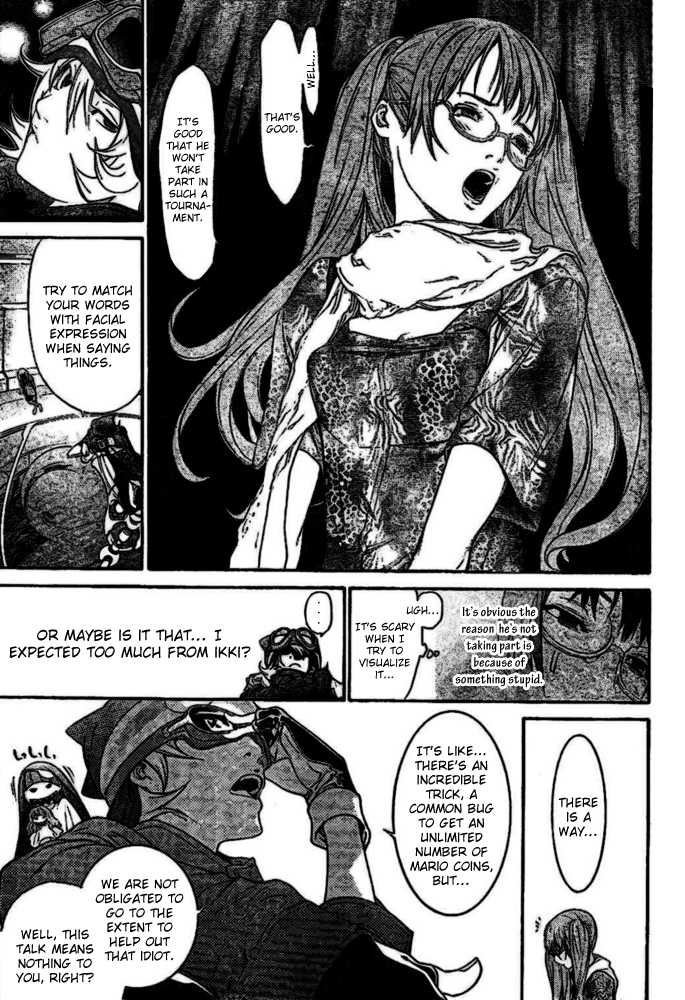 WELL...
THAT'S
GOOD.
IT'S
GOOD
THAT HE
WON'T
TAKE
PART IN
SUCH A
TOURNA-
MENT.
TRY TO MATCH
YOUR WORDS
WITH FACIAL
EXPRESSION
WHEN SAYING
THINGS.
It's obvious the
reason he's not
taking part is
because of
something stupid.
UGH...
IT'S SCARY
WHEN I
TRY TO
VISUALIZE
IT...
...
OR MAYBE IS IT THAT... I
EXPECTED TOO MUCH FROM IKKI?
THERE
IS A
WAY...
IT'S LIKE...
THERE'S AN
INCREDIBLE
TRICK, A
COMMON BUG
TO GET AN
UNLIMITED
NUMBER OF
MARIO COINS,
BUT...
し、し、し、
WE ARE NOT
OBLIGATED TO
GO TO THE
EXTENT TO
HELP OUT
THAT IDIOT.
WELL, THIS
TALK MEANS
NOTHING TO
YOU, RIGHT?